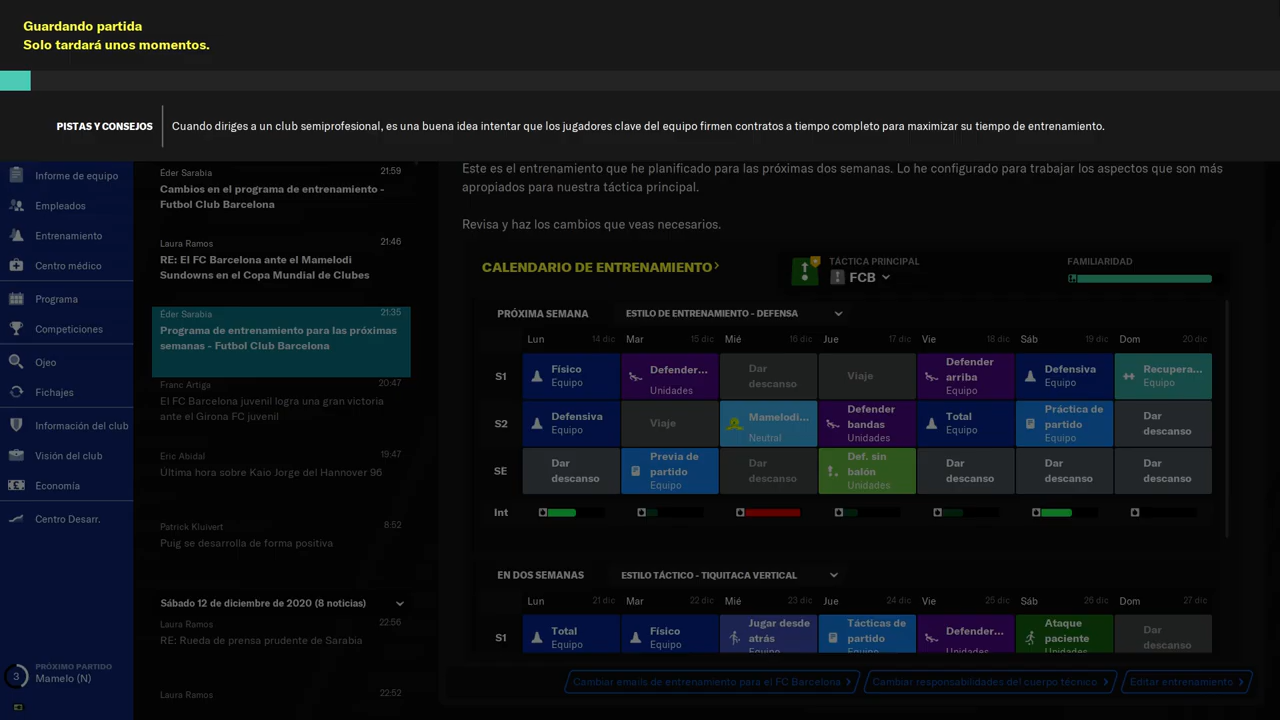 Guardando partida
Solo tardará unos momentos.
PISTAS Y CONSEJOS
Cuando diriges a un club semiprofesional, es una buena idea intentar que los jugadores clave del equipo firmen contratos a tiempo completo para maximizar su tiempo de entrenamiento.
Informe de equipo
Empleados
Entrenamiento
Centro médico
Programa
Competiciones
Ojeo
Fichajes
Información del club
Visión del club
Economía
Centro Desarr.
3
PRÓXIMO PARTIDO
Mamelo (N)
Éder Sarabia 21:59
Cambios en el programa de entrenamiento -
Futbol Club Barcelona
Laura Ramos 21:46
RE: El FC Barcelona ante el Mamelodi
Sundowns en el Copa Mundial de Clubes
Éder Sarabia 21:35
Programa de entrenamiento para las próximas
semanas - Futbol Club Barcelona
Franc Artiga 20:47
El FC Barcelona juvenil logra una gran victoria
ante el Girona FC juvenil
Eric Abidal 19:47
Última hora sobre Kaio Jorge del Hannover 96
Patrick Kluivert 8:52
Puig se desarrolla de forma positiva
Sábado 12 de diciembre de 2020 (8 noticias)
Laura Ramos 22:56
RE: Rueda de prensa prudente de Sarabia
Laura Ramos 22:52
Este es el entrenamiento que he planificado para las próximas dos semanas. Lo he configurado para trabajar los aspectos que son más
apropiados para nuestra táctica principal.
Revisa y haz los cambios que veas necesarios.
CALENDARIO DE ENTRENAMIENTO
TÁCTICA PRINCIPAL
FCB
FAMILIARIDAD
PRÓXIMA SEMANA ESTILO DE ENTRENAMIENTO - DEFENSA
Lun 14 dic Mar 15 dic Mié 16 dic Jue 17 dic Vie 18 dic Sáb 19 dic Dom 20 dic
S1
Físico
Equipo
Defender...
Unidades
Dar
descanso
Viaje
Defender
arriba
Equipo
Defensiva
Equipo
Recupera...
Equipo
S2
Defensiva
Equipo
Viaje
Mamelodi...
Neutral
Defender
bandas
Unidades
Total
Equipo
Práctica de
partido
Equipo
Dar
descanso
SE
Dar
descanso
Previa de
partido
Equipo
Dar
descanso
Def. sin
balón
Unidades
Dar
descanso
Dar
descanso
Dar
descanso
Int
EN DOS SEMANAS ESTILO TÁCTICO - TIQUITACA VERTICAL
Lun 21 dic Mar 22 dic Mié 23 dic Jue 24 dic Vie 25 dic Sáb 26 dic Dom 27 dic
S1
Total
Equipo
Físico
Equipo
Jugar desde
atrás
Equipo
Tácticas de
partido
Equipo
Defender...
Unidades
Ataque
paciente
Unidades
Dar
descanso
Cambiar emails de entrenamiento para el FC Barcelona
Cambiar responsabilidades del cuerpo técnico
Editar entrenamiento